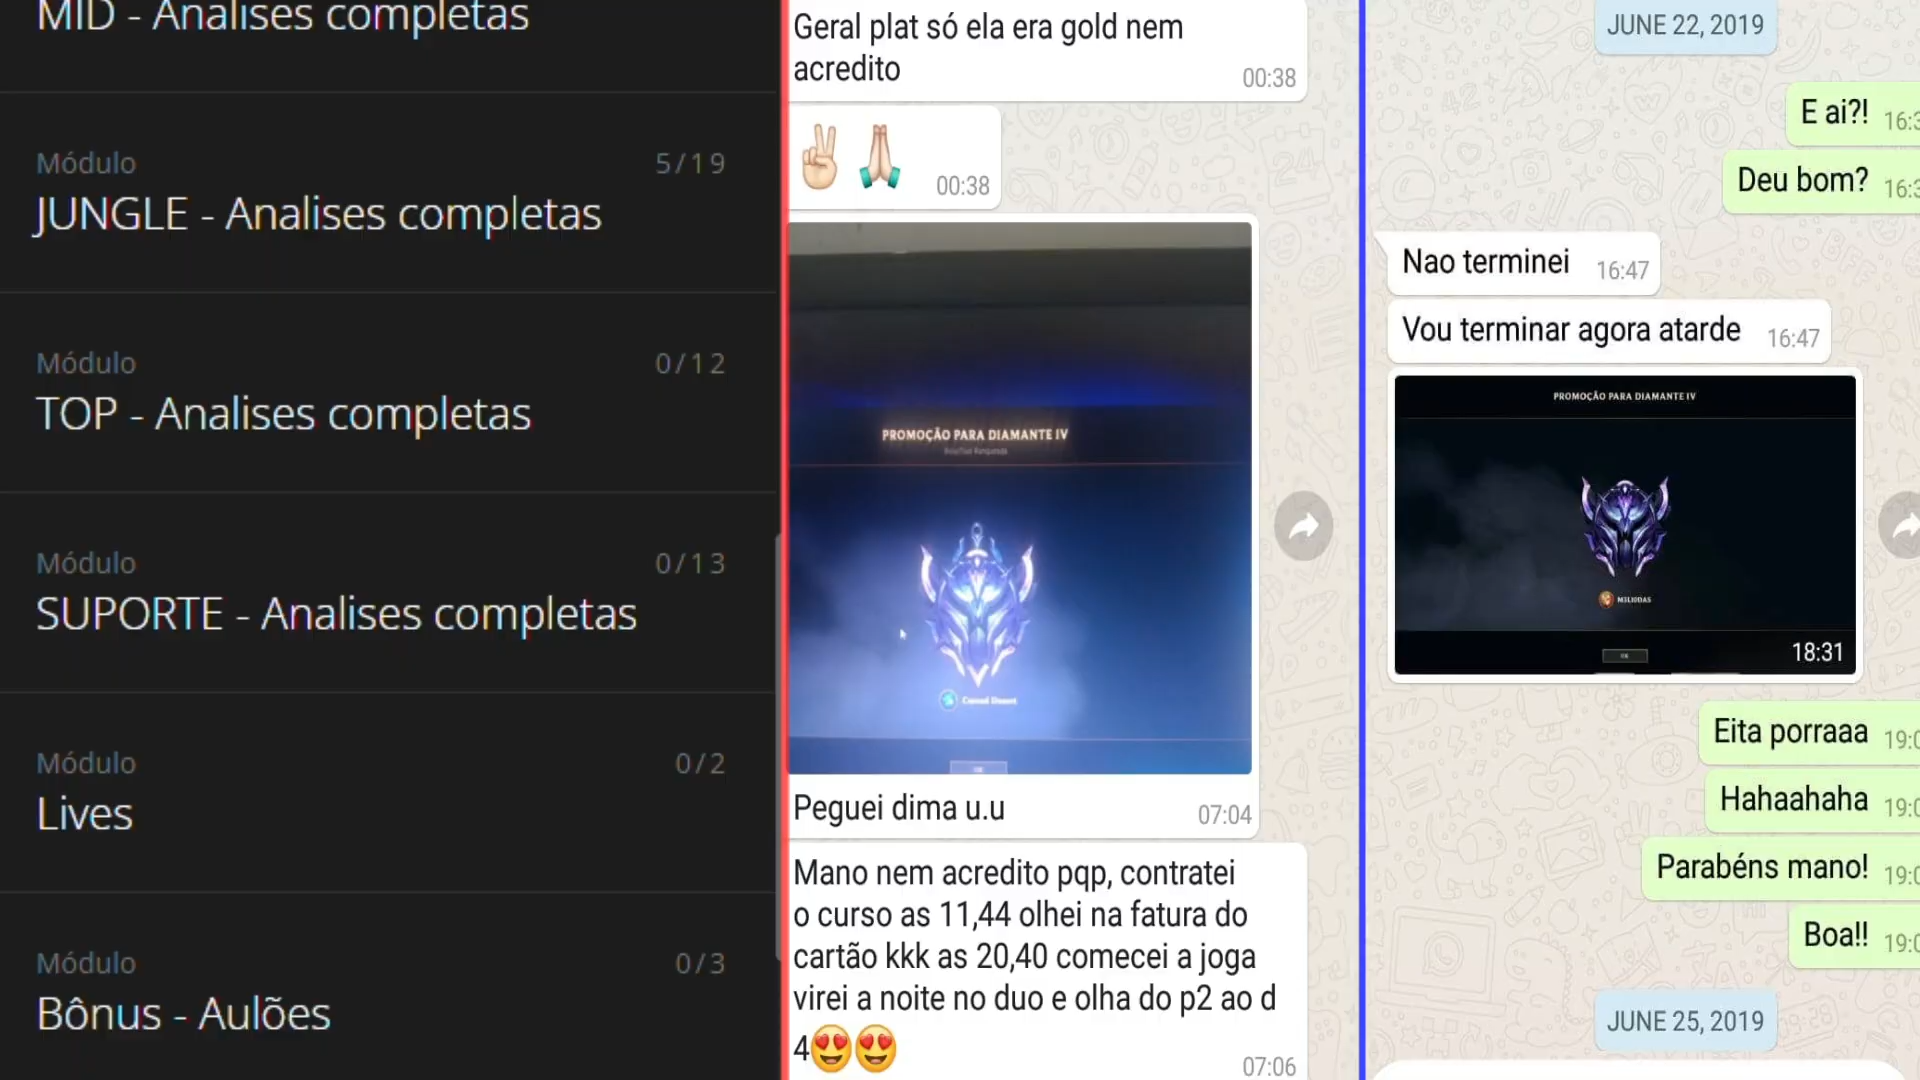 MID - Analises completas
Módulo
5/19
JUNGLE - Analises completas
Módulo
0/12
TOP - Analises completas
Módulo
0/13
SUPORTE - Analises completas
Módulo
0/2
Lives
Módulo
0/3
Bônus - Aulões
Geral plat só ela era gold nem
acredito
00:38
00:38
PROMOÇÃO PARA DIAMANTE IV
Peguei dima u.u
07:04
Mano nem acredito pqp, contratei
o curso as 11,44 olhei na fatura do
cartão kkk as 20,40 comecei a joga
virei a noite no duo e olha do p2 ao d
4😍😍
07:06
JUNE 22, 2019
E ai?!
Deu bom?
Nao terminei
16:47
Vou terminar agora atarde
16:47
PROMOÇÃO PARA DIAMANTE IV
18:31
Eita porraaa
Hahaahaha
Parabéns mano!
Boa!!
JUNE 25, 2019